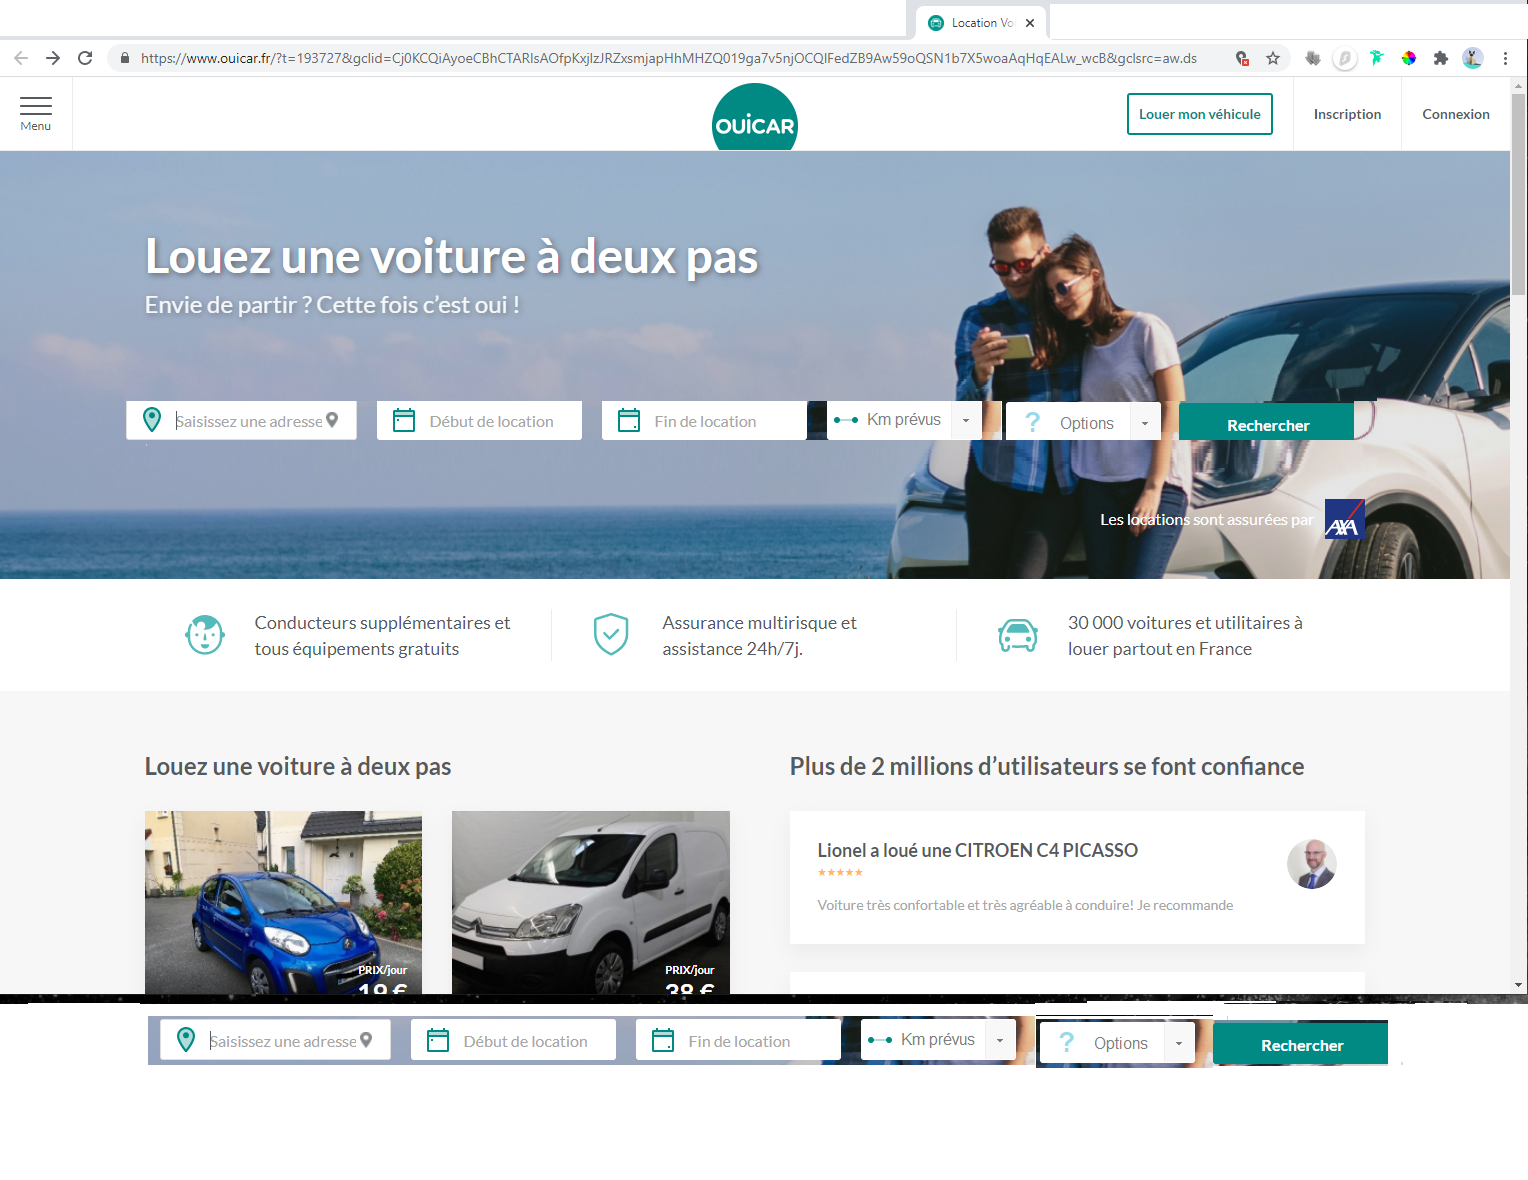 Location Vo
https://www.ouicar.fr/?t=193727&gclid=Cj0KCQiAyoeCBhCTARIsAOfpKxjlzJRZxsmjapHhMHZQ019ga7v5njOCQIFedZB9Aw59oQSN1b7X5woaAqHqEALw_wcB&gclsrc=aw.ds
Menu
OUiCAR
Louer mon véhicule
Inscription
Connexion
Louez une voiture à deux pas
Envie de partir ? Cette fois c’est oui !
Saisissez une adresse
Début de location
Fin de location
Km prévus
? Options
Rechercher
Les locations sont assurées par
AXA
Conducteurs supplémentaires et
tous équipements gratuits
Assurance multirisque et
assistance 24h/7j.
30 000 voitures et utilitaires à
louer partout en France
Louez une voiture à deux pas
Plus de 2 millions d’utilisateurs se font confiance
PRIX/jour
19 €
PRIX/jour
38 €
Lionel a loué une CITROEN C4 PICASSO
★★★★★
Voiture très confortable et très agréable à conduire! Je recommande
Saisissez une adresse
Début de location
Fin de location
Km prévus
? Options
Rechercher